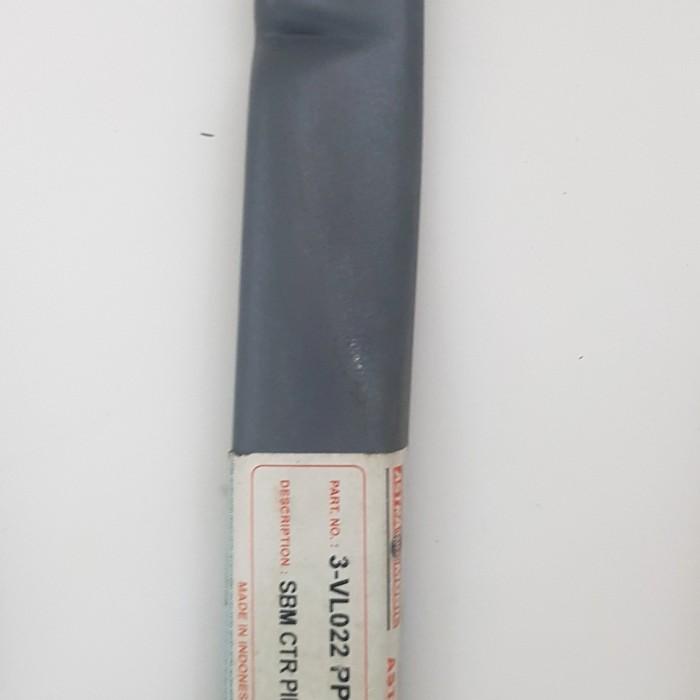 PART. NO. : 3-VL022 PP
DESCRIPTION : SBM CTR PI
MADE IN INDONES